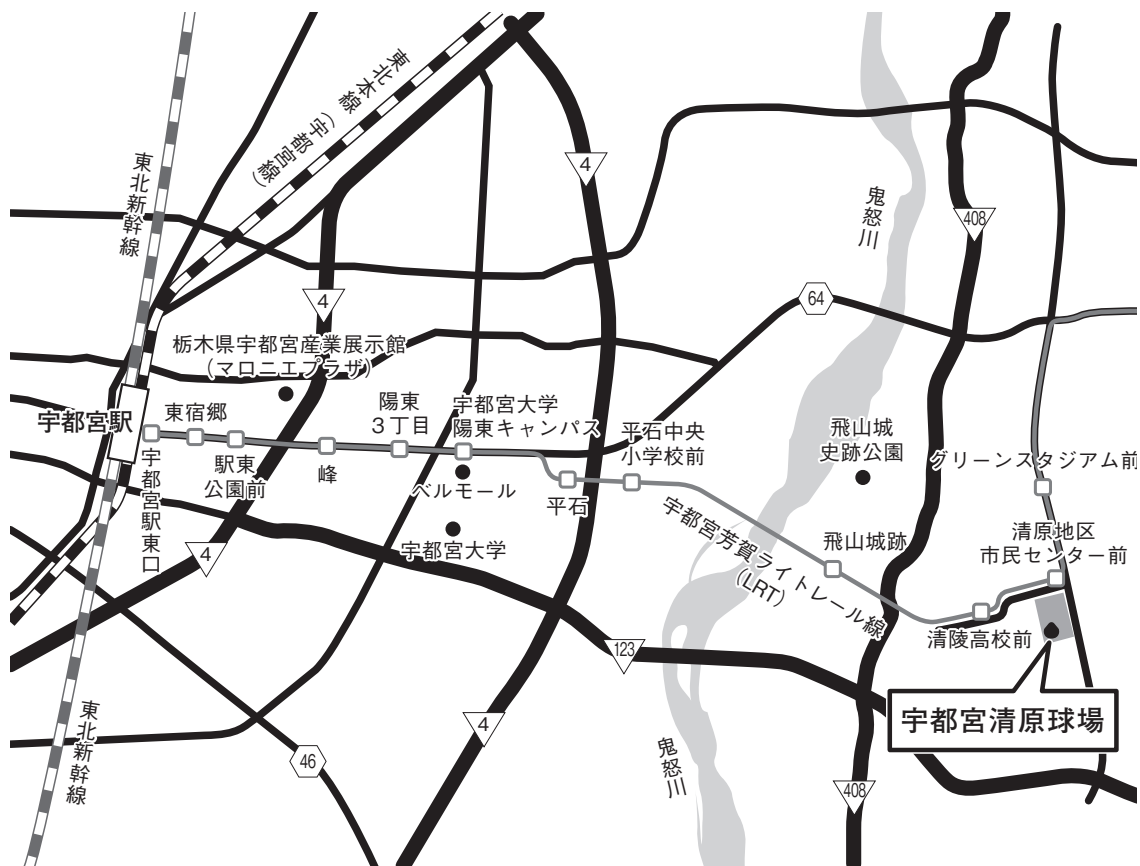 東北本線
（宇都宮線）
東北新幹線
4
鬼怒川
408
4
64
栃木県宇都宮産業展示館
（マロニエプラザ）
宇都宮駅
東宿郷
陽東
３丁目
宇都宮大学
陽東キャンパス
平石中央
小学校前
飛山城
史跡公園
グリーンスタジアム前
宇都宮駅東口
駅東
公園前
峰
ベルモール
平石
宇都宮大学
宇都宮芳賀ライトレール線
（LRT）
飛山城跡
清原地区
市民センター前
4
清陵高校前
123
宇都宮清原球場
東北新幹線
46
4
鬼怒川
408